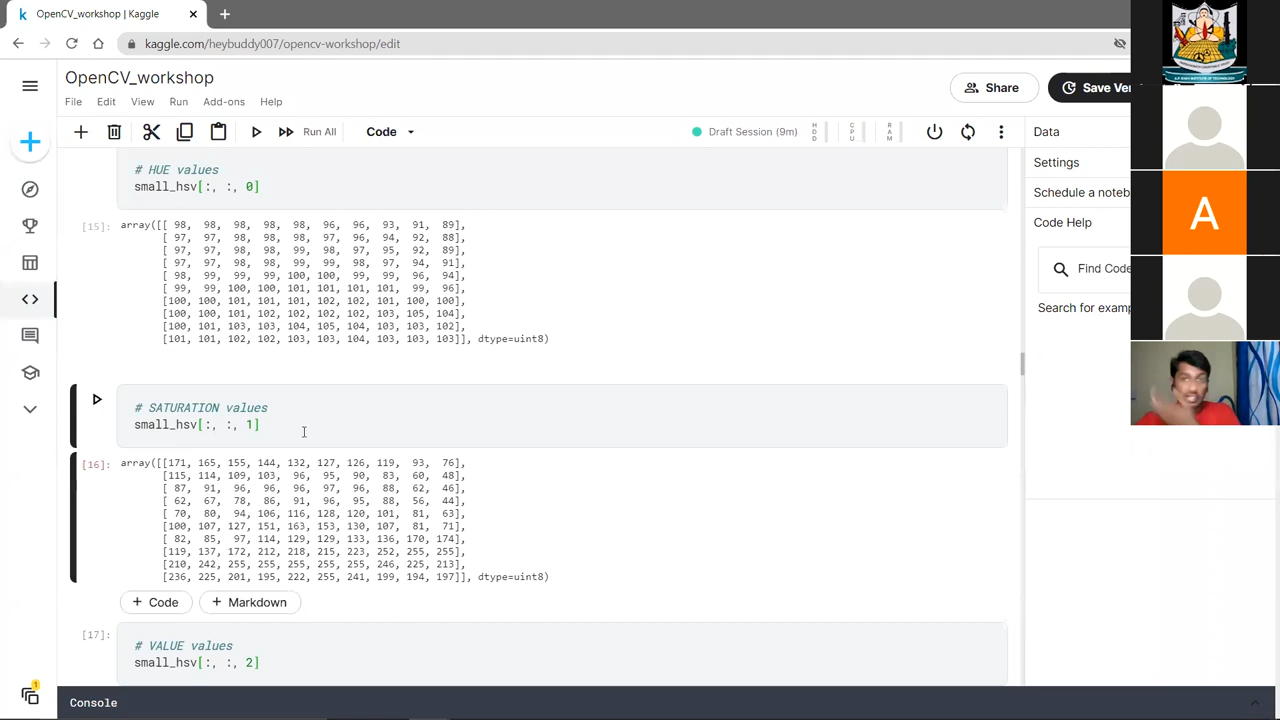 OpenCV_workshop | Kaggle
kaggle.com/heybuddy007/opencv-workshop/edit
OpenCV_workshop
File Edit View Run Add-ons Help
Share
Save Ver
Run All
Code
Draft Session (9m)
HDD
CPU
RAM
Data
Settings
Schedule a noteb
Code Help
Find Code
Search for examp
# HUE values
small_hsv[:, :, 0]
[15]:
array([[ 98, 98, 98, 98, 98, 96, 96, 93, 91, 89],
[ 97, 97, 98, 98, 98, 97, 96, 94, 92, 88],
[ 97, 97, 98, 98, 99, 98, 97, 95, 92, 89],
[ 97, 97, 98, 98, 99, 99, 98, 97, 94, 91],
[ 98, 99, 99, 99, 100, 100, 99, 99, 96, 94],
[ 99, 99, 100, 100, 101, 101, 101, 101, 99, 96],
[100, 100, 101, 101, 101, 102, 102, 101, 100, 100],
[100, 100, 101, 102, 102, 102, 102, 103, 105, 104],
[100, 101, 103, 103, 104, 105, 104, 103, 103, 102],
[101, 101, 102, 102, 103, 103, 104, 103, 103, 103]], dtype=uint8)
# SATURATION values
small_hsv[:, :, 1]
[16]:
array([[171, 165, 155, 144, 132, 127, 126, 119, 93, 76],
[115, 114, 109, 103, 96, 95, 90, 83, 60, 48],
[ 87, 91, 96, 96, 96, 97, 96, 88, 62, 46],
[ 62, 67, 78, 86, 91, 96, 95, 88, 56, 44],
[ 70, 80, 94, 106, 116, 128, 120, 101, 81, 63],
[100, 107, 127, 151, 163, 153, 130, 107, 81, 71],
[ 82, 85, 97, 114, 129, 129, 133, 136, 170, 174],
[119, 137, 172, 212, 218, 215, 223, 252, 255, 255],
[210, 242, 255, 255, 255, 255, 255, 246, 225, 213],
[236, 225, 201, 195, 222, 255, 241, 199, 194, 197]], dtype=uint8)
+ Code + Markdown
[17]:
# VALUE values
small_hsv[:, :, 2]
Console
1
A